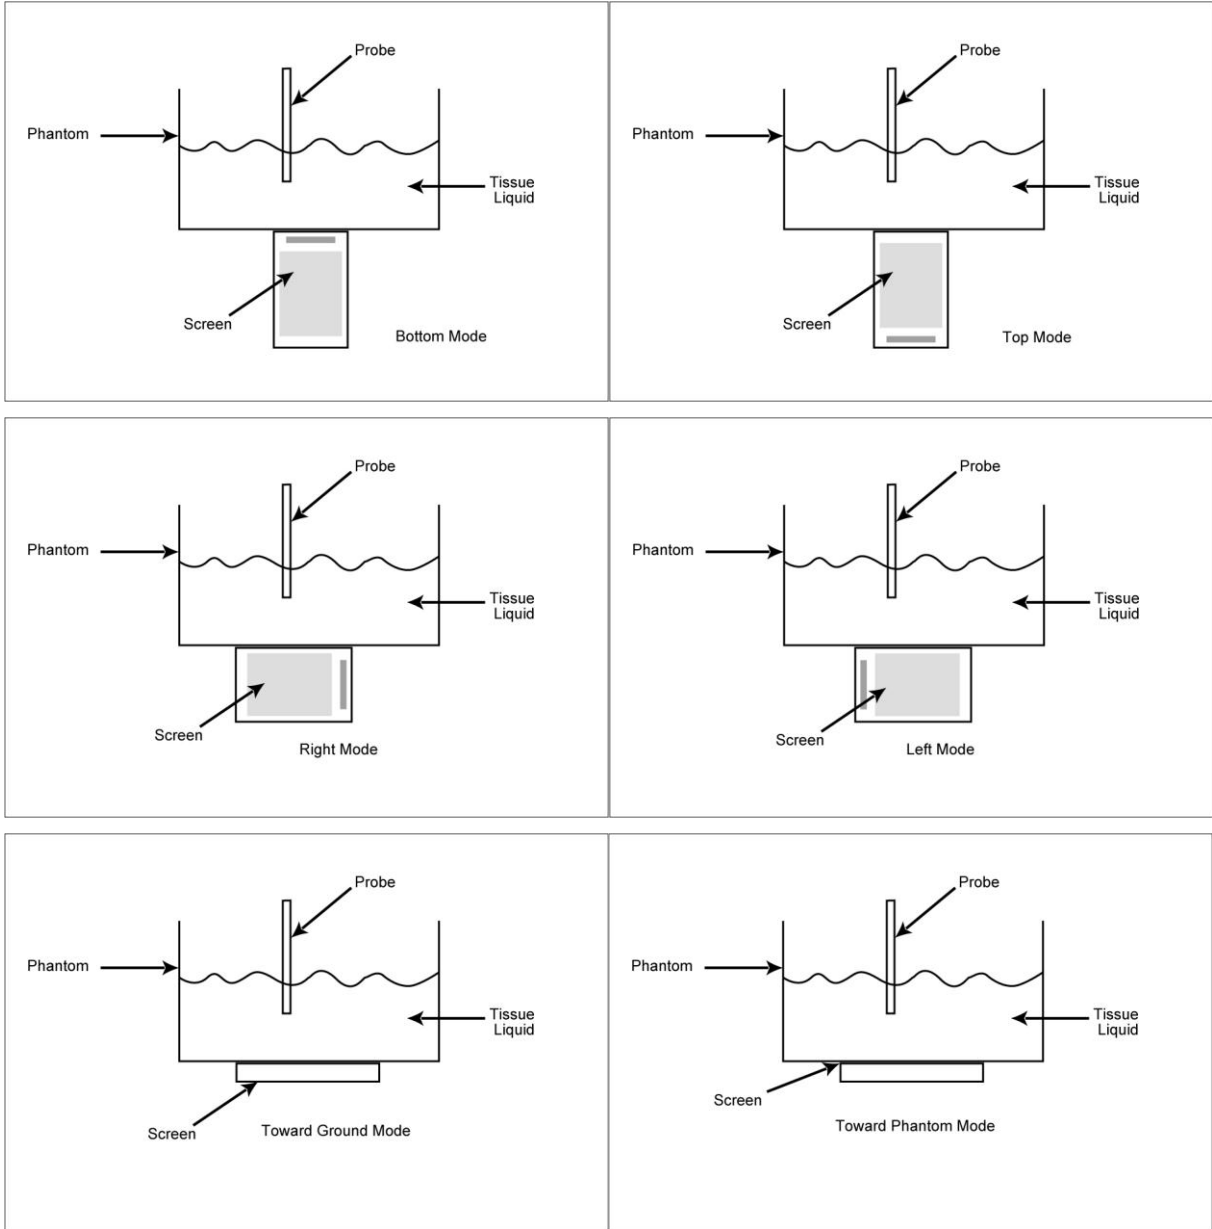 Probe
Phantom
Tissue
Liquid
Screen
Bottom Mode
Probe
Phantom
Tissue
Liquid
Screen
Top Mode
Probe
Phantom
Tissue
Liquid
Screen
Right Mode
Probe
Phantom
Tissue
Liquid
Screen
Left Mode
Probe
Phantom
Tissue
Liquid
Screen
Toward Ground Mode
Probe
Phantom
Tissue
Liquid
Screen
Toward Phantom Mode